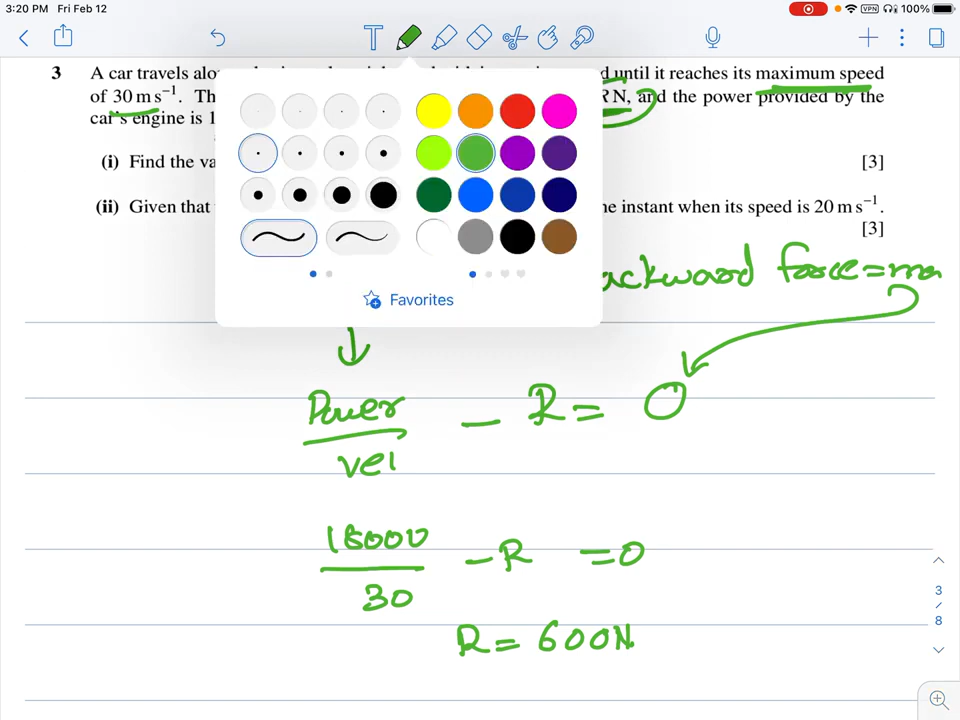 3:20 PM Fri Feb 12 VPN 100%
3 A car travels alo until it reaches its maximum speed
of 30 m s⁻¹. Th R N, and the power provided by the
car's engine is 1
(i) Find the va [3]
(ii) Given that e instant when its speed is 20 m s⁻¹.
[3]
ackward force = ma
Favorites
Power
— – R = 0
vel
18000
— – R = 0
30
R = 600N
3
/
8